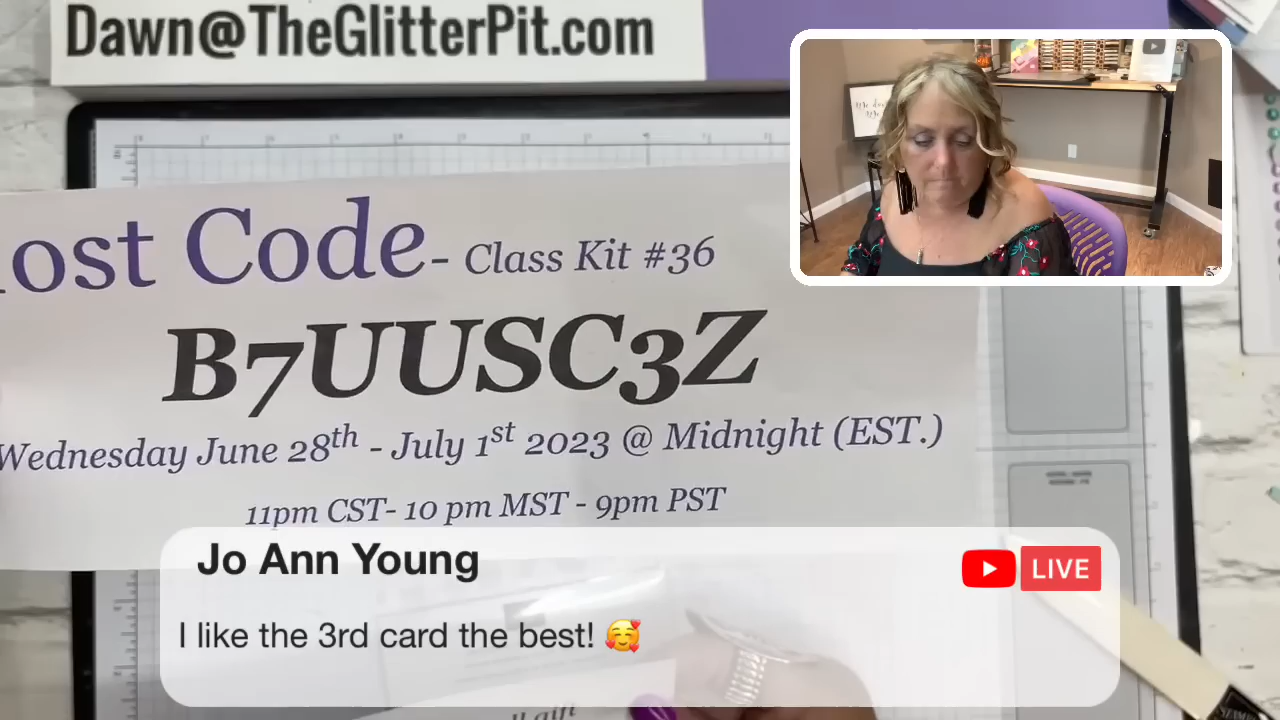 Dawn@TheGlitterPit.com
ost Code- Class Kit #36
B7UUSC3Z
Wednesday June 28th - July 1st 2023 @ Midnight (EST.)
11pm CST- 10 pm MST - 9pm PST
Jo Ann Young
LIVE
I like the 3rd card the best! 🥰
gift